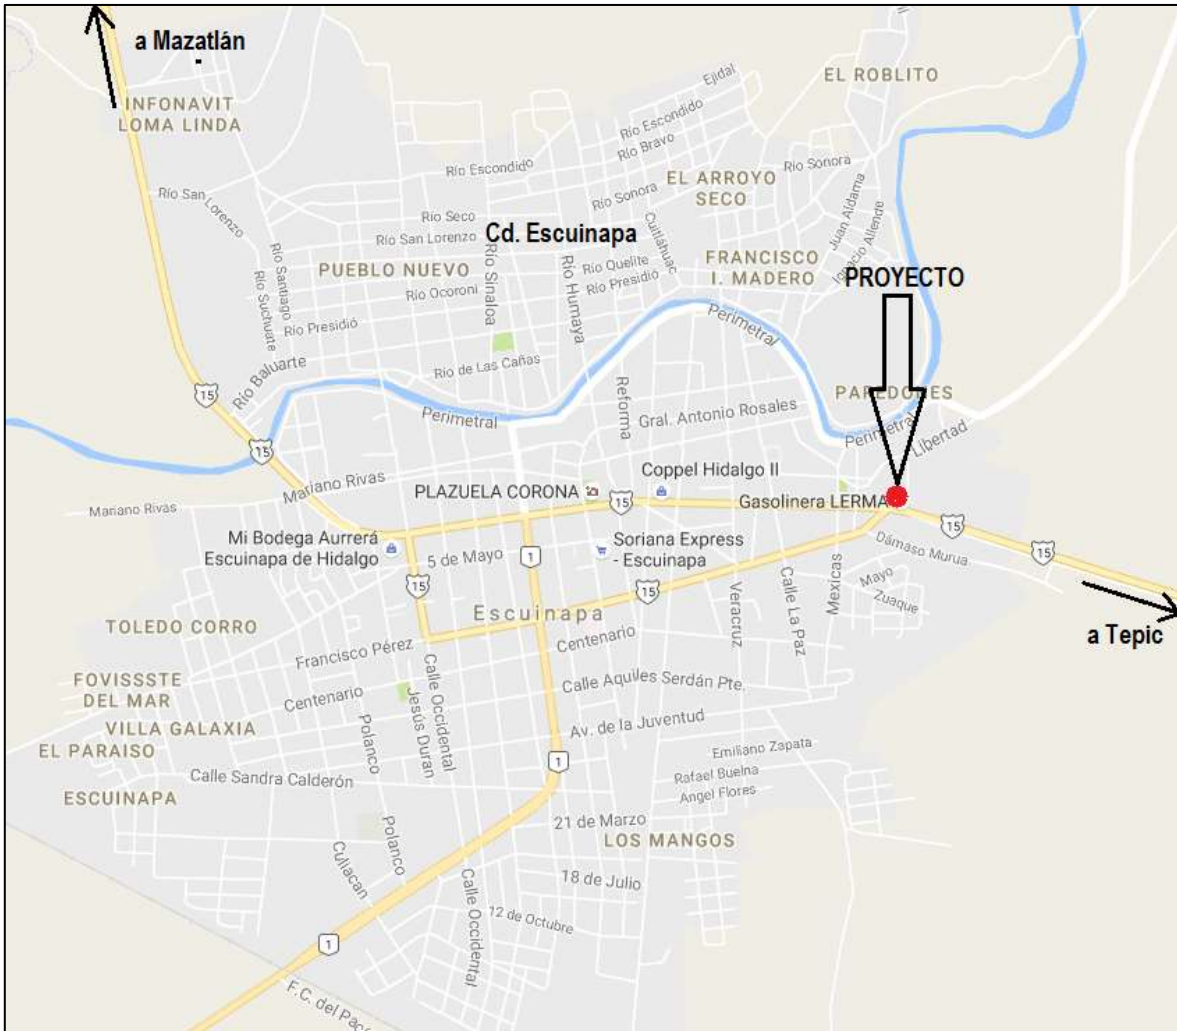 a Mazatlán
INFONAVIT
LOMA LINDA
EL ROBLITO
Ejidal
Río Escondido
Río Bravo
Río Escondido
Río Sonora
EL ARROYO
SECO
Río San
Lorenzo
Río Sonora
Juan Aldama
Ignacio Allende
Río Seco
Río San Lorenzo
Cd. Escuinapa
Cuitláhuac
Río Santiago
Río Suchuate
PUEBLO NUEVO
Río Sinaloa
Río Humaya
Río Quelite
Río Presidio
FRANCISCO
I. MADERO
PROYECTO
Río Ocoroni
Río Presidió
Perimetral
Río Baluarte
Río de Las Cañas
15
Reforma
PAREDONES
Perimetral
Gral. Antonio Rosales
Perimetral
Libertad
15
Mariano Rivas
Coppel Hidalgo II
PLAZUELA CORONA
15
Gasolinera LERMA
Mariano Rivas
15
15
Mi Bodega Aurrerá
Escuinapa de Hidalgo
5 de Mayo
1
Soriana Express
- Escuinapa
Dámaso Murua
15
15
Mayo
Zuaque
Mexicas
Calle La Paz
Veracruz
Escuinapa
a Tepic
TOLEDO CORRO
Francisco Pérez
Centenario
FOVISSSTE
DEL MAR
Centenario
Calle Aquiles Serdán Pte.
Jesús Duran
Calle Occidental
VILLA GALAXIA
Polanco
Av. de la Juventud
EL PARAISO
Emiliano Zapata
1
Calle Sandra Calderón
Rafael Buelna
Angel Flores
ESCUINAPA
21 de Marzo
LOS MANGOS
Polanco
Culiacan
Calle Occidental
18 de Julio
12 de Octubre
1
F.C. del Pac